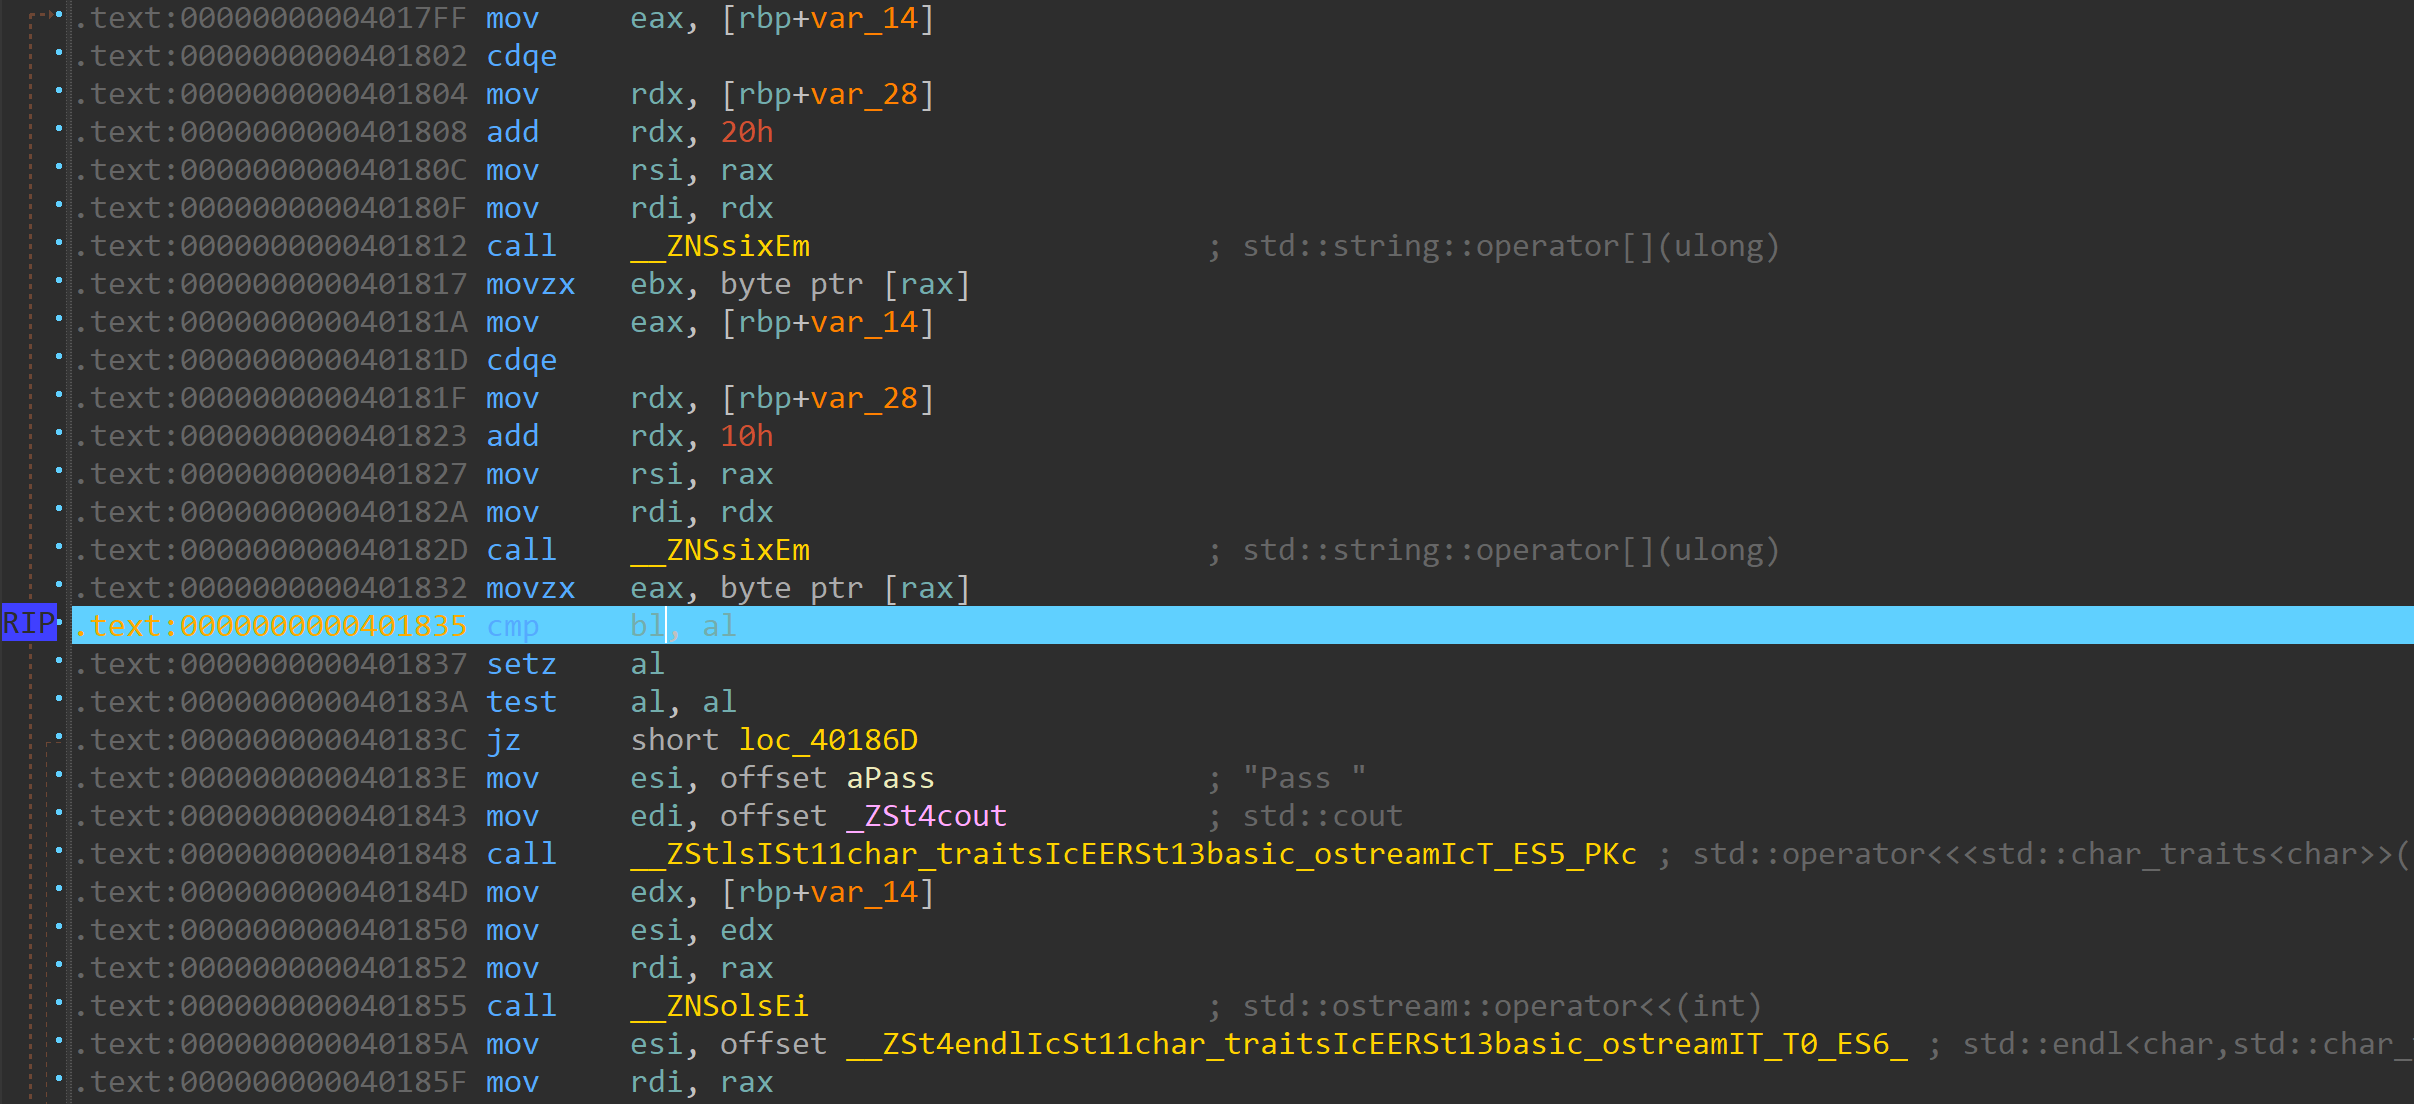 .text:00000000004017FF mov eax, [rbp+var_14]
.text:0000000000401802 cdqe
.text:0000000000401804 mov rdx, [rbp+var_28]
.text:0000000000401808 add rdx, 20h
.text:000000000040180C mov rsi, rax
.text:000000000040180F mov rdi, rdx
.text:0000000000401812 call __ZNSsixEm ; std::string::operator[](ulong)
.text:0000000000401817 movzx ebx, byte ptr [rax]
.text:000000000040181A mov eax, [rbp+var_14]
.text:000000000040181D cdqe
.text:000000000040181F mov rdx, [rbp+var_28]
.text:0000000000401823 add rdx, 10h
.text:0000000000401827 mov rsi, rax
.text:000000000040182A mov rdi, rdx
.text:000000000040182D call __ZNSsixEm ; std::string::operator[](ulong)
.text:0000000000401832 movzx eax, byte ptr [rax]
RIP .text:0000000000401835 cmp bl, al
.text:0000000000401837 setz al
.text:000000000040183A test al, al
.text:000000000040183C jz short loc_40186D
.text:000000000040183E mov esi, offset aPass ; "Pass "
.text:0000000000401843 mov edi, offset _ZSt4cout ; std::cout
.text:0000000000401848 call __ZStlsISt11char_traitsIcEERSt13basic_ostreamIcT_ES5_PKc ; std::operator<<<std::char_traits<char>>(
.text:000000000040184D mov edx, [rbp+var_14]
.text:0000000000401850 mov esi, edx
.text:0000000000401852 mov rdi, rax
.text:0000000000401855 call __ZNSolsEi ; std::ostream::operator<<(int)
.text:000000000040185A mov esi, offset __ZSt4endlIcSt11char_traitsIcEERSt13basic_ostreamIT_T0_ES6_ ; std::endl<char,std::char_
.text:000000000040185F mov rdi, rax